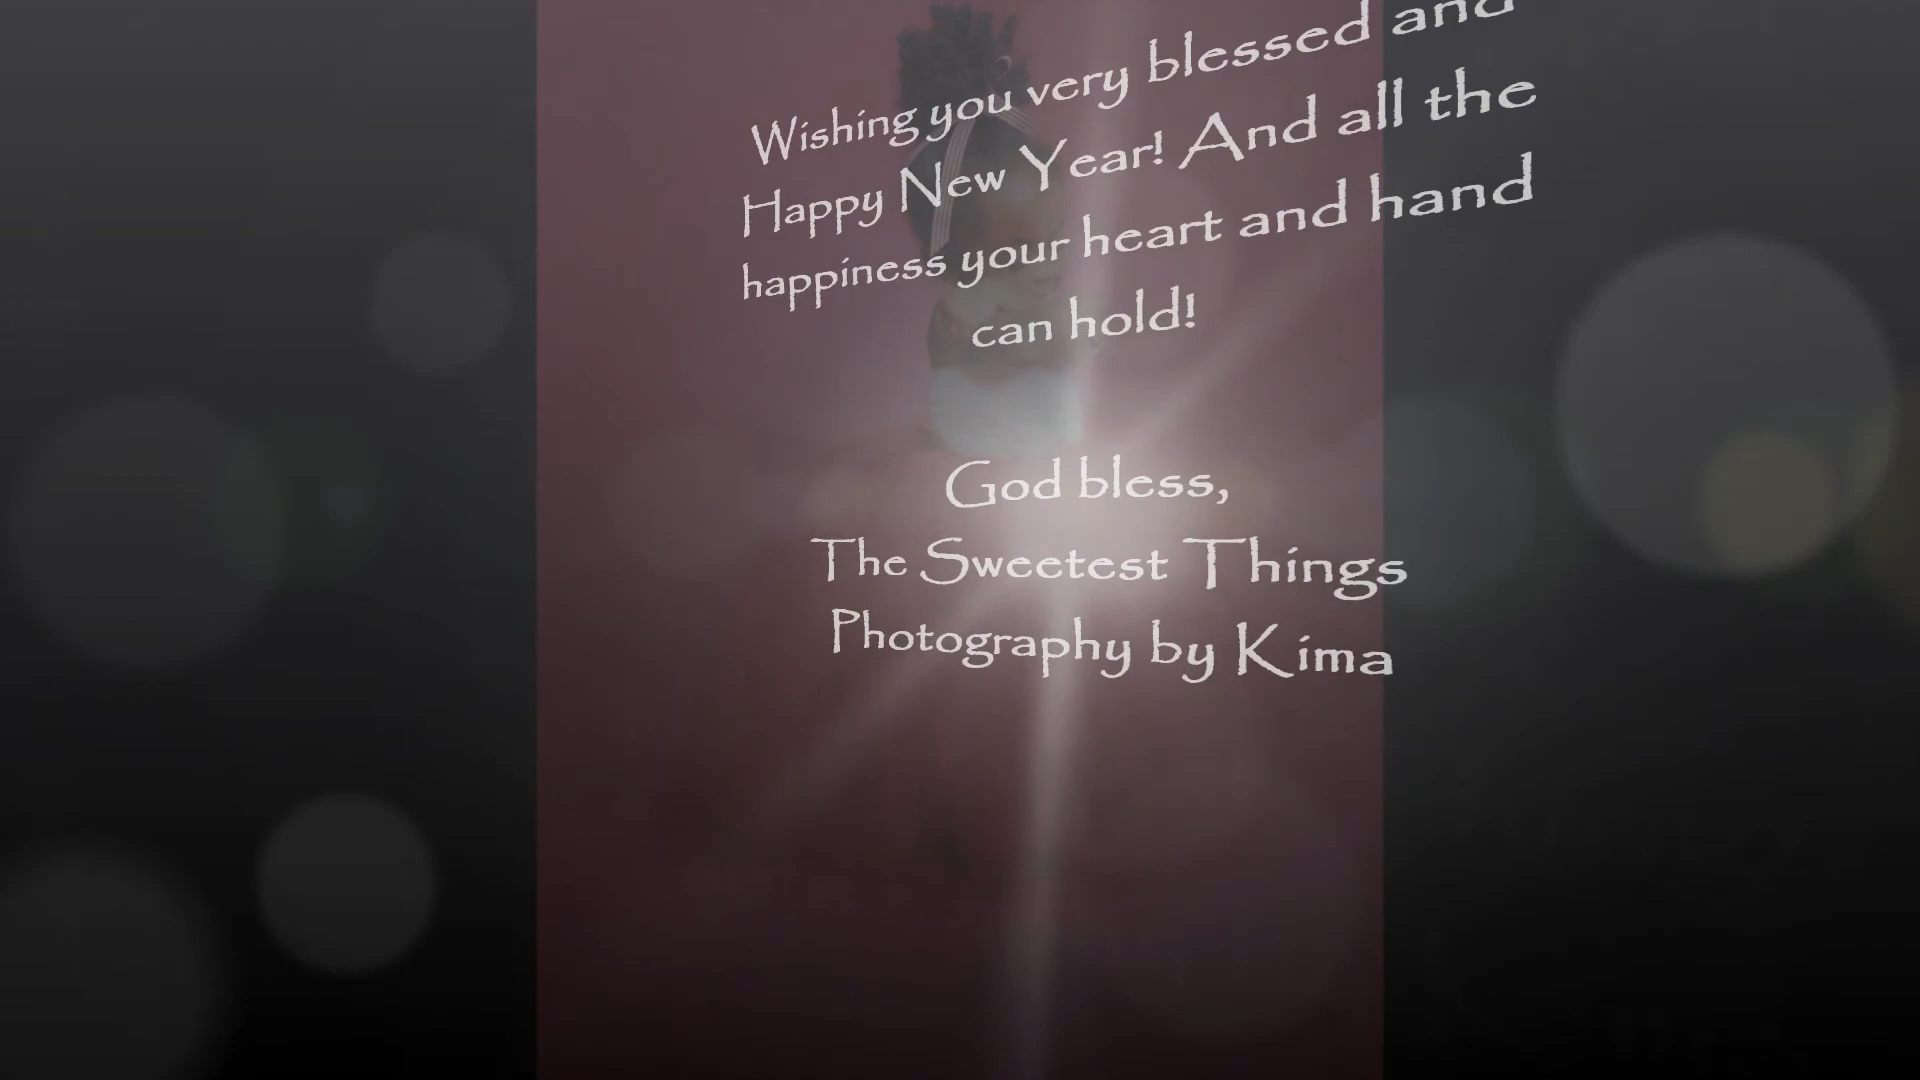 Wishing you very blessed and
Happy New Year! And all the
happiness your heart and hand
can hold!
God bless,
The Sweetest Things
Photography by Kima